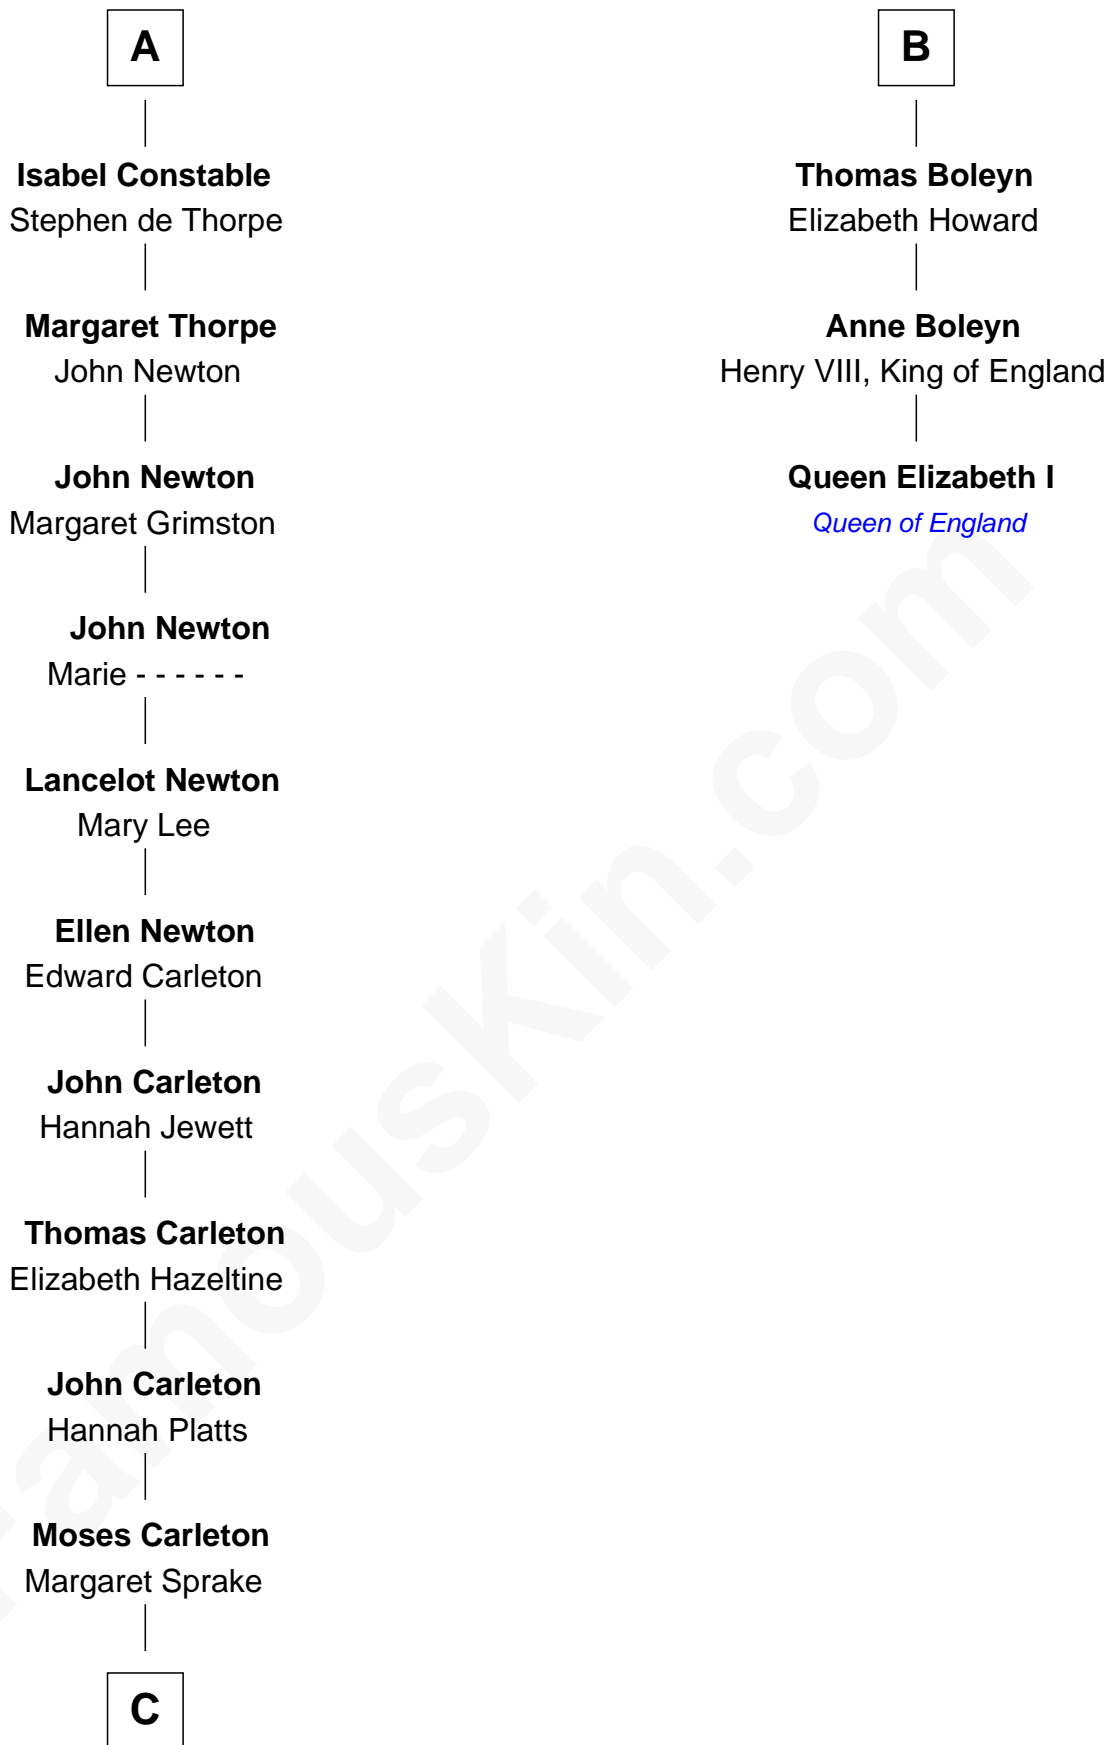 A
Isabel Constable
Stephen de Thorpe
Margaret Thorpe
John Newton
John Newton
Margaret Grimston
John Newton
Marie - - - - - -
Lancelot Newton
Mary Lee
Ellen Newton
Edward Carleton
John Carleton
Hannah Jewett
Thomas Carleton
Elizabeth Hazeltine
John Carleton
Hannah Platts
Moses Carleton
Margaret Sprake
C
B
Thomas Boleyn
Elizabeth Howard
Anne Boleyn
Henry VIII, King of England
Queen Elizabeth I
Queen of England
FamousKin.com